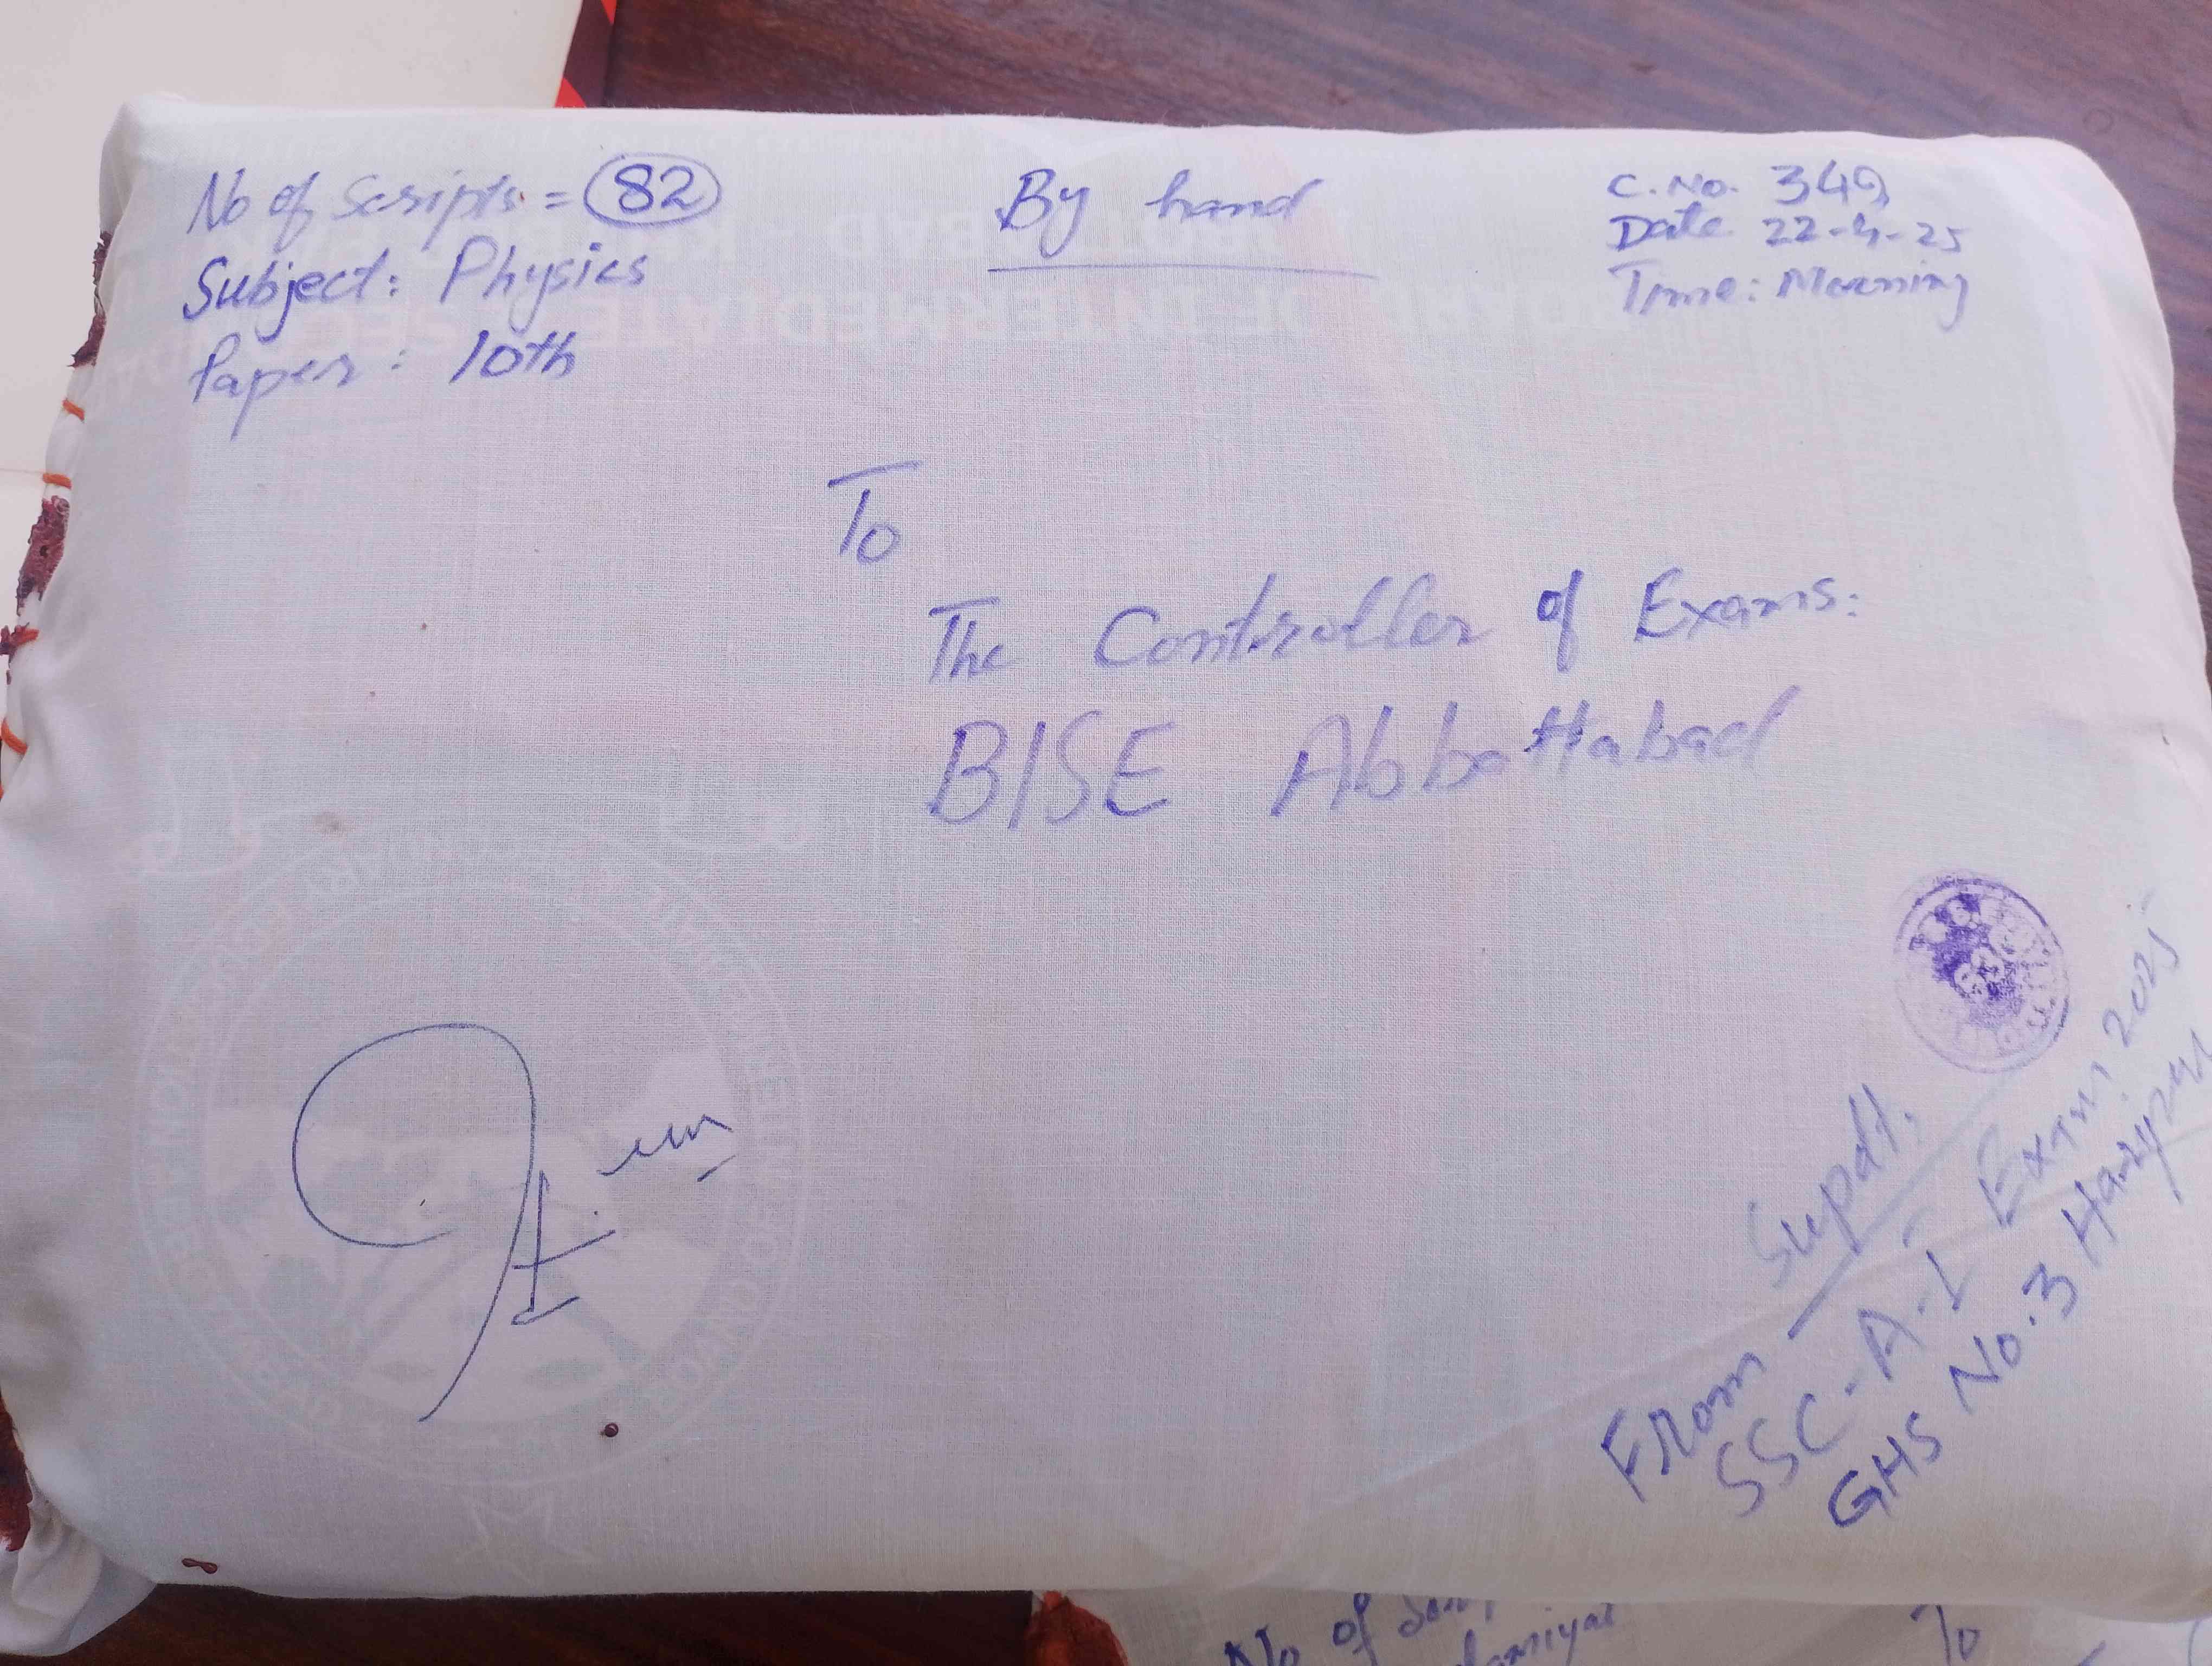 No of Scripts = 82
Subject: Physics
Paper: 10th
By hand
C.No. 349
Date 22-4-25
Time: Morning
To
The Controller of Exams:
BISE Abbottabad
From Supdt.
SSC-A-I Exam 2025
GHS No.3 Haripur
No of